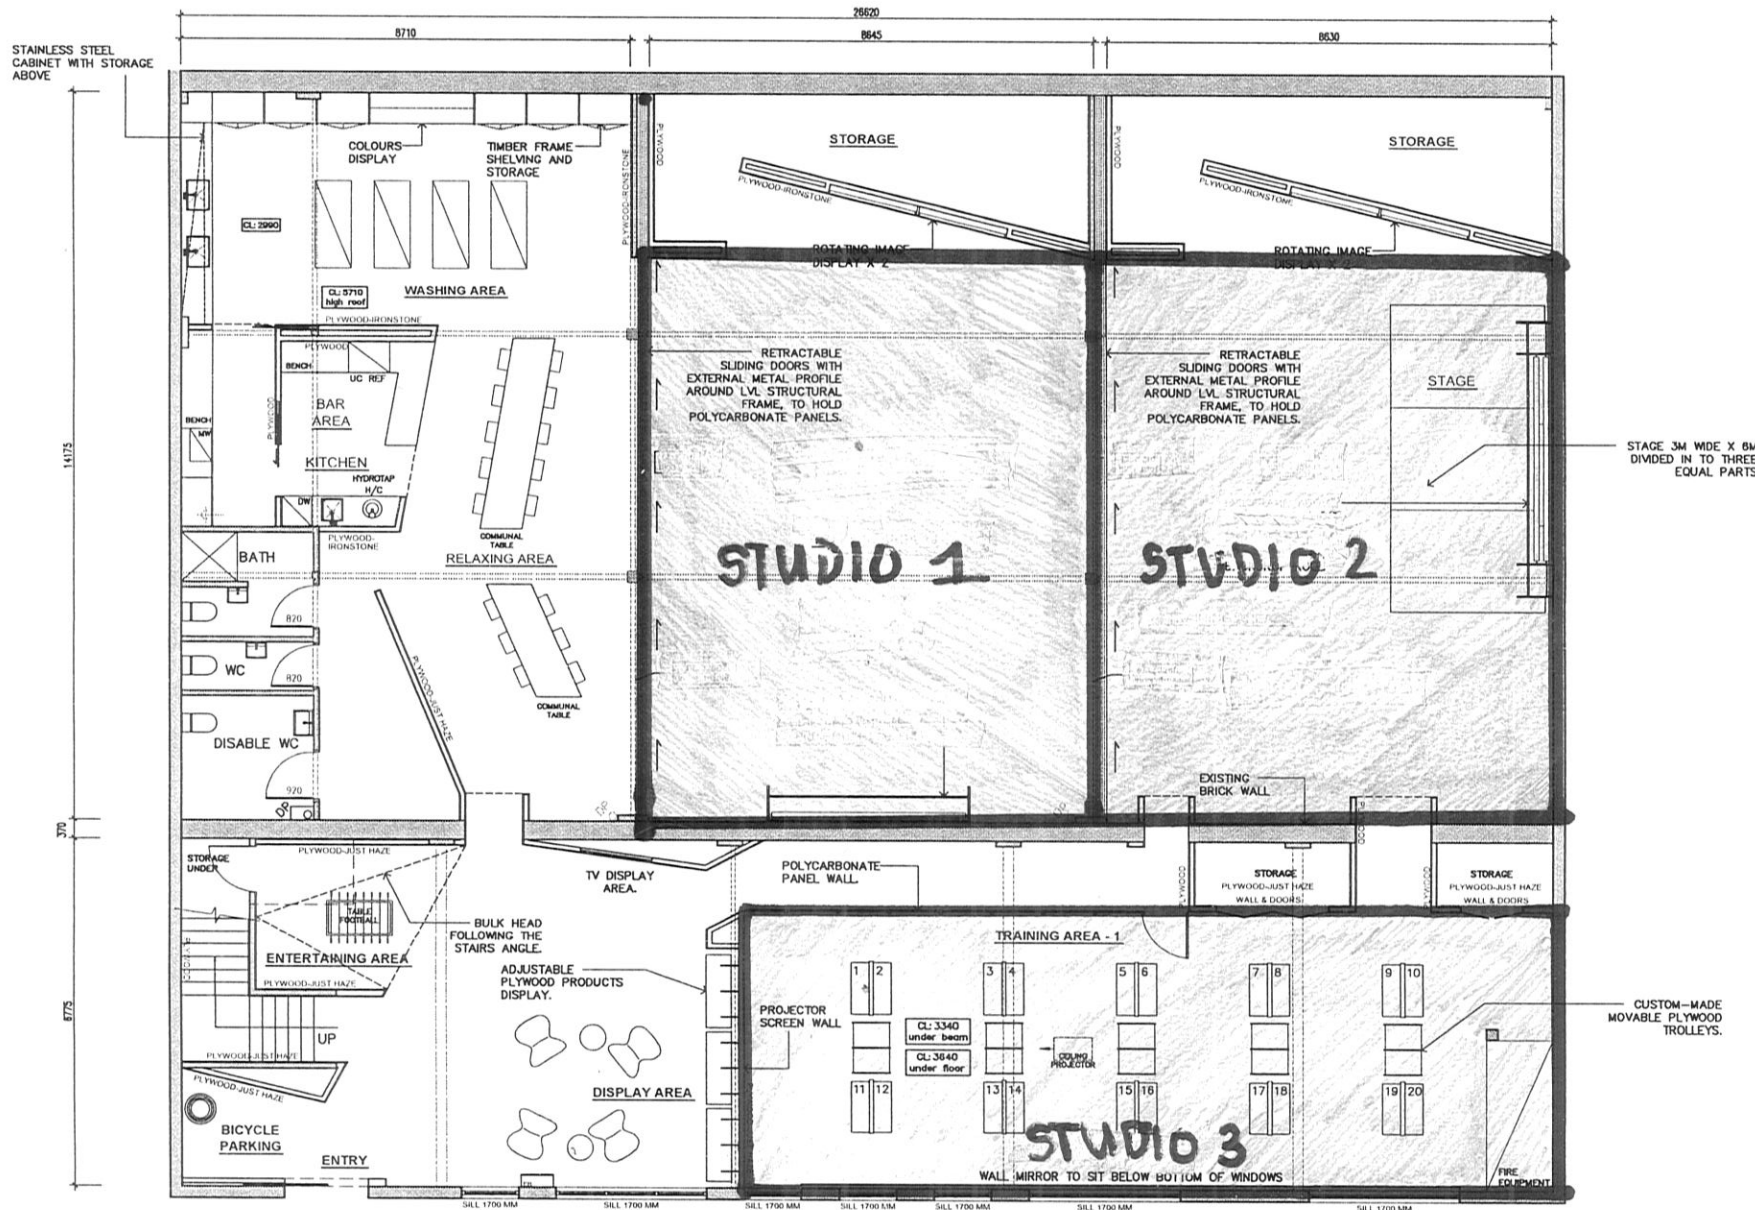 26620
8710
8645
8630
STAINLESS STEEL
CABINET WITH STORAGE
ABOVE
COLOURS
DISPLAY
TIMBER FRAME
SHELVING AND
STORAGE
PLYWOOD
STORAGE
PLYWOOD-IRONSTONE
PLYWOOD-IRONSTONE
ROTATING IMAGE
DISPLAY X 2
PLYWOOD
STORAGE
PLYWOOD-IRONSTONE
ROTATING IMAGE
DISPLAY X 2
CL: 2990
CL: 5710
high roof
WASHING AREA
PLYWOOD-IRONSTONE
PLYWOOD
BENCH
UC REF
BAR
AREA
PLYWOOD
BENCH
MW
KITCHEN
HYDROTAP
H/C
DW
PLYWOOD-
IRONSTONE
COMMUNAL
TABLE
RELAXING AREA
RETRACTABLE
SLIDING DOORS WITH
EXTERNAL METAL PROFILE
AROUND LVL STRUCTURAL
FRAME, TO HOLD
POLYCARBONATE PANELS.
RETRACTABLE
SLIDING DOORS WITH
EXTERNAL METAL PROFILE
AROUND LVL STRUCTURAL
FRAME, TO HOLD
POLYCARBONATE PANELS.
STAGE
STAGE 3M WIDE X 6M
DIVIDED IN TO THREE
EQUAL PARTS
14175
STUDIO 1
STUDIO 2
BATH
820
WC
820
DISABLE WC
920
PLYWOOD-JUST HAZE
COMMUNAL
TABLE
EXISTING
BRICK WALL
370
STORAGE
UNDER
PLYWOOD-JUST HAZE
TV DISPLAY
AREA.
POLYCARBONATE
PANEL WALL
PLYWOOD
STORAGE
PLYWOOD-JUST HAZE
WALL & DOORS
PLYWOOD
STORAGE
PLYWOOD-JUST HAZE
WALL & DOORS
TABLE
FOOTBALL
BULK HEAD
FOLLOWING THE
STAIRS ANGLE.
PLYWOOD
ENTERTAINING AREA
PLYWOOD-JUST HAZE
ADJUSTABLE
PLYWOOD PRODUCTS
DISPLAY.
TRAINING AREA - 1
1 2
3 4
5 6
7 8
9 10
PROJECTOR
SCREEN WALL
CL: 3340
under beam
CL: 3640
under floor
CEILING
PROJECTOR
CUSTOM-MADE
MOVABLE PLYWOOD
TROLLEYS.
6775
UP
PLYWOOD-JUST HAZE
PLYWOOD-JUST HAZE
DISPLAY AREA
11 12
13 14
15 16
17 18
19 20
BICYCLE
PARKING
ENTRY
STUDIO 3
WALL MIRROR TO SIT BELOW BOTTOM OF WINDOWS
FIRE
EQUIPMENT
SILL 1700 MM
SILL 1700 MM
SILL 1700 MM
SILL 1700 MM
SILL 1700 MM
SILL 1700 MM
SILL 1700 MM